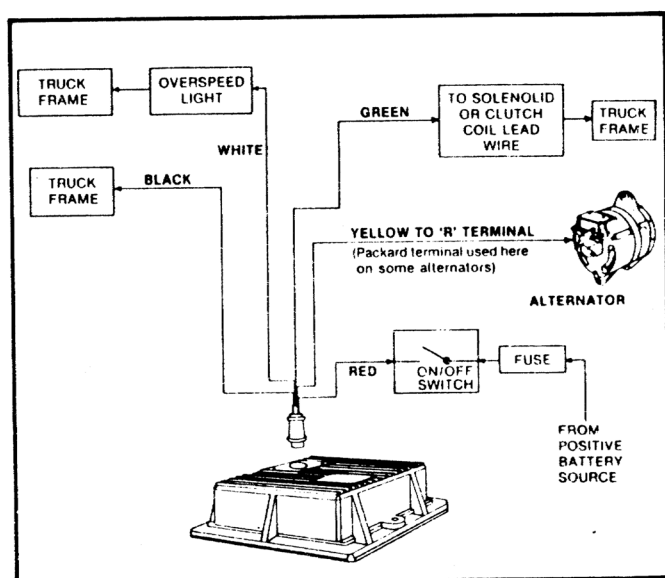 TRUCK
FRAME
OVERSPEED
LIGHT
WHITE
TRUCK
FRAME
BLACK
GREEN
TO SOLENOLID
OR CLUTCH
COIL LEAD
WIRE
TRUCK
FRAME
YELLOW TO 'R' TERMINAL
(Packard terminal used here
on some alternators)
ALTERNATOR
RED
ON/OFF
SWITCH
FUSE
FROM
POSITIVE
BATTERY
SOURCE